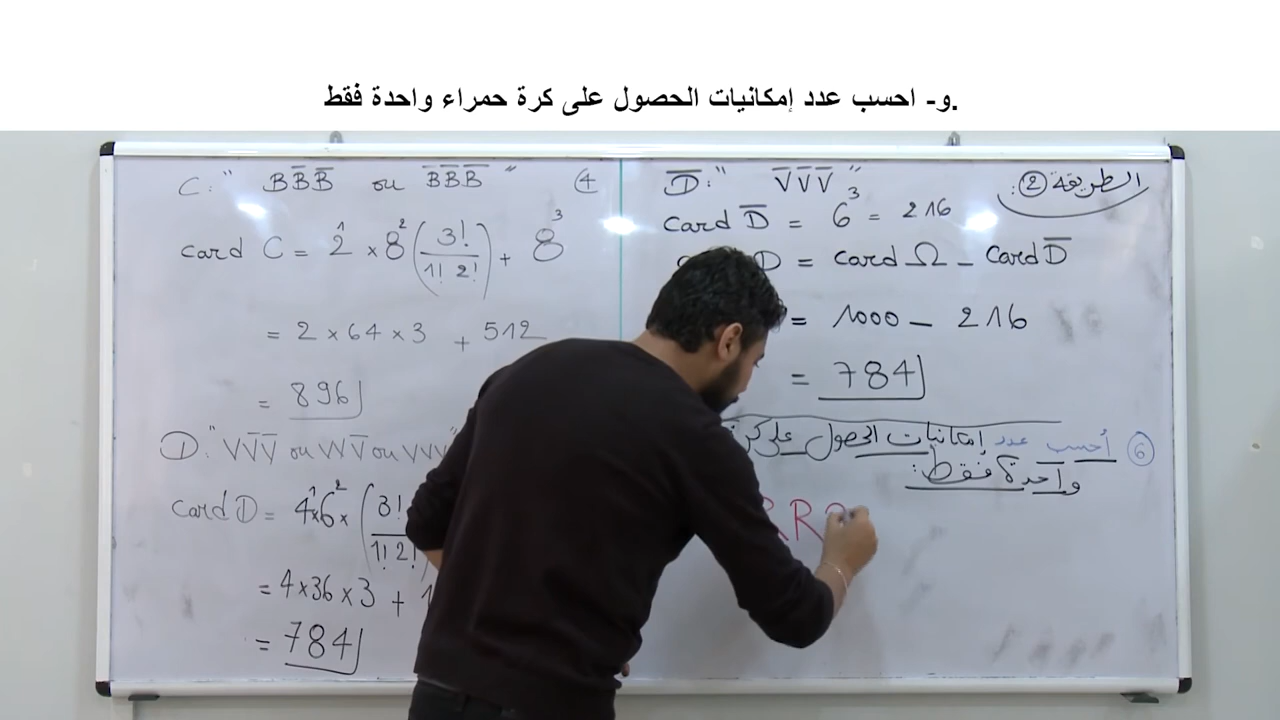 و- احسب عدد إمكانيات الحصول على كرة حمراء واحدة فقط.
C: " BB̅B̅ ou B̅B̅B̅ " ④
card C = 2¹ × 8² (3!/1! 2!) + 8³
= 2 × 64 × 3 + 512
= 896
D: " VV̅V̅ ou VVV̅ ou VVV "
Card D = 4¹ × 6² × (3!/1! 2!
= 4 × 36 × 3 +
= 784
الطريقة ②:
D̅: " V̅V̅V̅ "
card D̅ = 6³ = 216
D = card Ω - card D̅
= 1000 - 216
= 784
⑥ أحسب عدد إمكانيات الحصول على
واحدة فقط:
R R